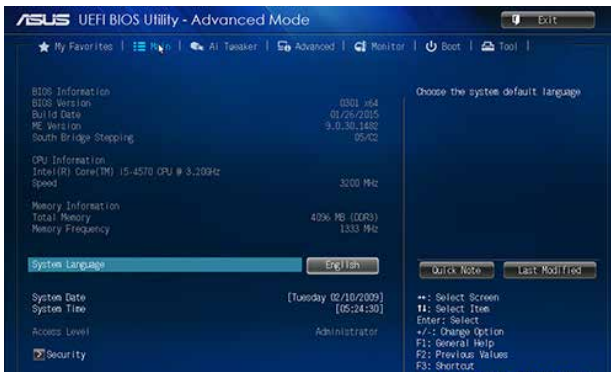 ASUS UEFI BIOS Utility - Advanced Mode
Exit
My Favorites | Main | Ai Tweaker | Advanced | Monitor | Boot | Tool |
BIOS Information
BIOS Version 0301 x64
Build Date 01/26/2015
ME Version 9.0.30.1482
South Bridge Stepping 05/C2
CPU Information
Intel(R) Core(TM) i5-4570 CPU @ 3.20GHz
Speed 3200 MHz
Memory Information
Total Memory 4096 MB (DDR3)
Memory Frequency 1333 MHz
System Language English
System Date [Tuesday 02/10/2009]
System Time [05:24:30]
Access Level Administrator
Security
Choose the system default language
Quick Note Last Modified
→←: Select Screen
↑↓: Select Item
Enter: Select
+/-: Change Option
F1: General Help
F2: Previous Values
F3: Shortcut